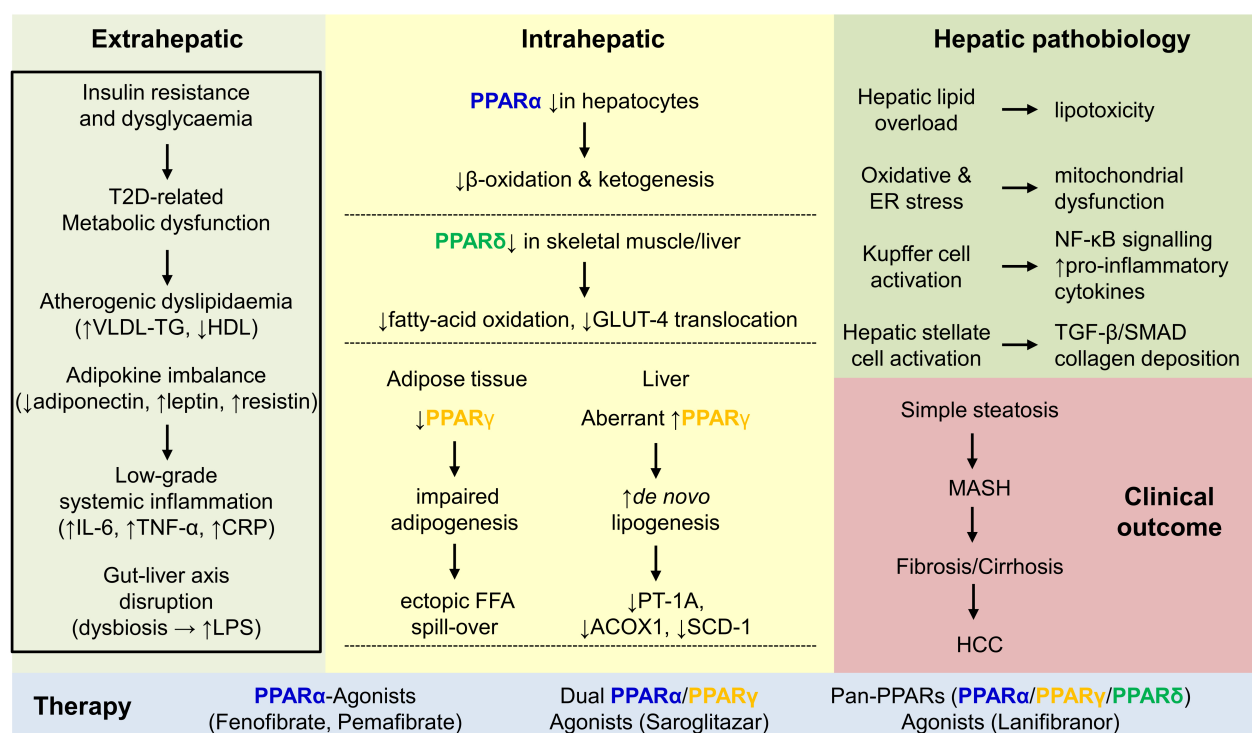 Extrahepatic
Insulin resistance
and dysglycaemia
T2D-related
Metabolic dysfunction
Atherogenic dyslipidaemia
(↑VLDL-TG, ↓HDL)
Adipokine imbalance
(↓adiponectin, ↑leptin, ↑resistin)
Low-grade
systemic inflammation
(↑IL-6, ↑TNF-α, ↑CRP)
Gut-liver axis
disruption
(dysbiosis → ↑LPS)
Intrahepatic
PPARα ↓in hepatocytes
↓β-oxidation & ketogenesis
PPARδ↓ in skeletal muscle/liver
↓fatty-acid oxidation, ↓GLUT-4 translocation
Adipose tissue
↓PPARγ
impaired
adipogenesis
ectopic FFA
spill-over
Liver
Aberrant ↑PPARγ
↑de novo
lipogenesis
↓PT-1A,
↓ACOX1, ↓SCD-1
Hepatic pathobiology
Hepatic lipid
overload
lipotoxicity
Oxidative &
ER stress
mitochondrial
dysfunction
Kupffer cell
activation
NF-κB signalling
↑pro-inflammatory
cytokines
Hepatic stellate
cell activation
TGF-β/SMAD
collagen deposition
Simple steatosis
MASH
Fibrosis/Cirrhosis
HCC
Clinical
outcome
Therapy
PPARα-Agonists
(Fenofibrate, Pemafibrate)
Dual PPARα/PPARγ
Agonists (Saroglitazar)
Pan-PPARs (PPARα/PPARγ/PPARδ)
Agonists (Lanifibranor)